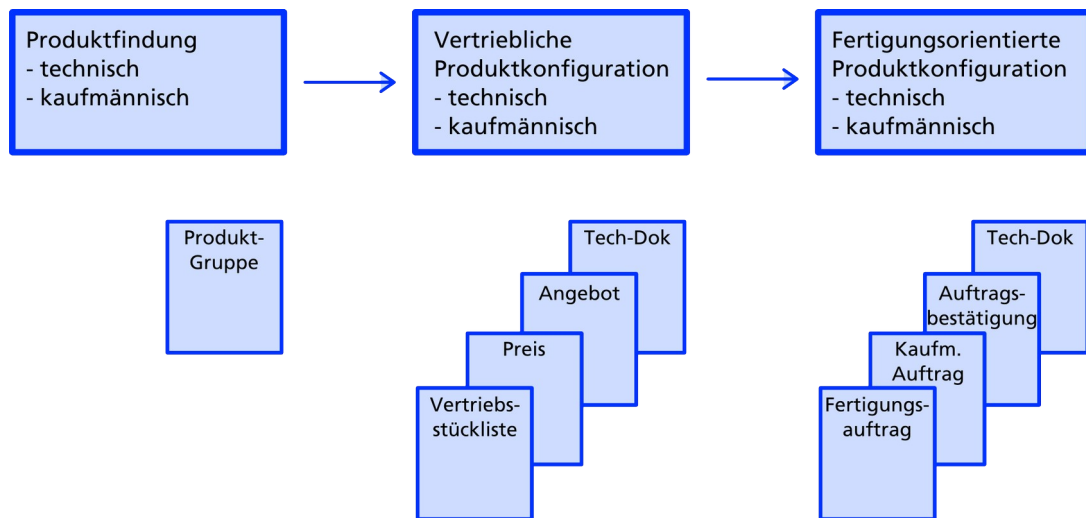 Produktfindung
- technisch
- kaufmännisch
Vertriebliche
Produktkonfiguration
- technisch
- kaufmännisch
Fertigungsorientierte
Produktkonfiguration
- technisch
- kaufmännisch
Produkt-
Gruppe
Tech-Dok
Angebot
Preis
Vertriebs-
stückliste
Tech-Dok
Auftrags-
bestätigung
Kaufm.
Auftrag
Fertigungs-
auftrag